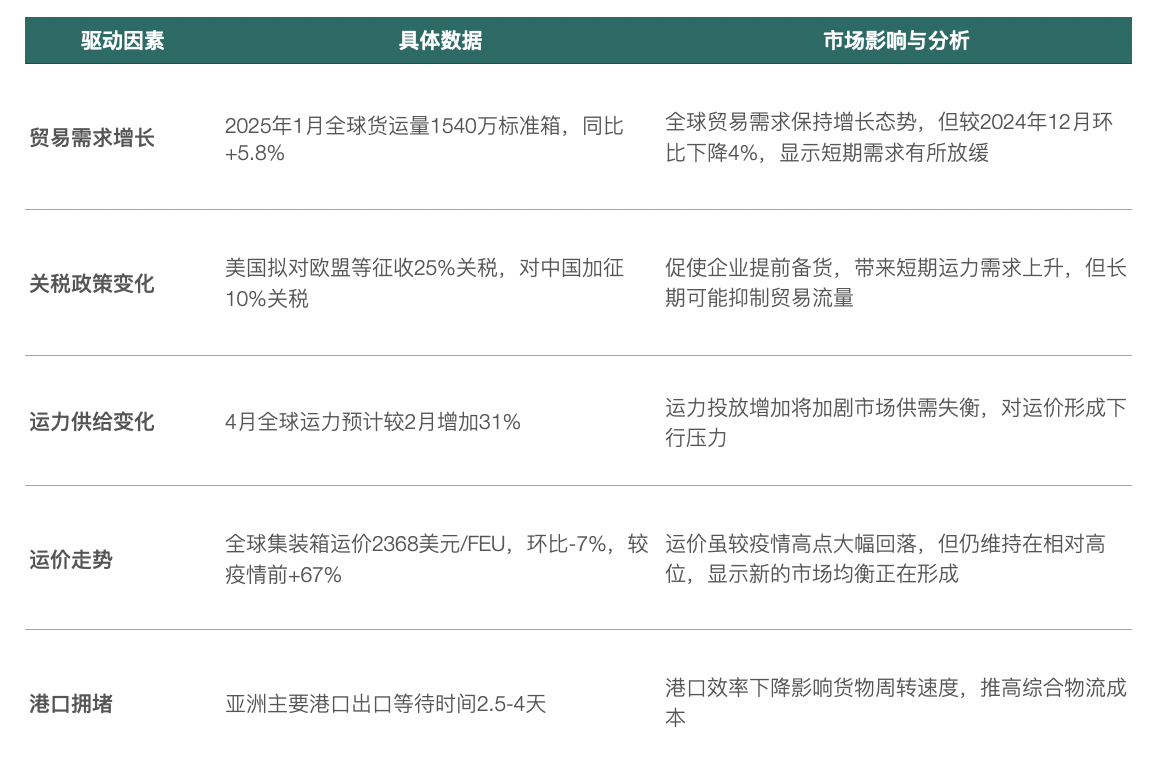 驱动因素 具体数据 市场影响与分析
贸易需求增长
2025年1月全球货运量1540万标准箱，同比
+5.8%
全球贸易需求保持增长态势，但较2024年12月环
比下降4%，显示短期需求有所放缓
关税政策变化
美国拟对欧盟等征收25%关税，对中国加征
10%关税
促使企业提前备货，带来短期运力需求上升，但长
期可能抑制贸易流量
运力供给变化
4月全球运力预计较2月增加31%
运力投放增加将加剧市场供需失衡，对运价形成下
行压力
运价走势
全球集装箱运价2368美元/FEU，环比-7%，较
疫情前+67%
运价虽较疫情高点大幅回落，但仍维持在相对高
位，显示新的市场均衡正在形成
港口拥堵
亚洲主要港口出口等待时间2.5-4天
港口效率下降影响货物周转速度，推高综合物流成
本